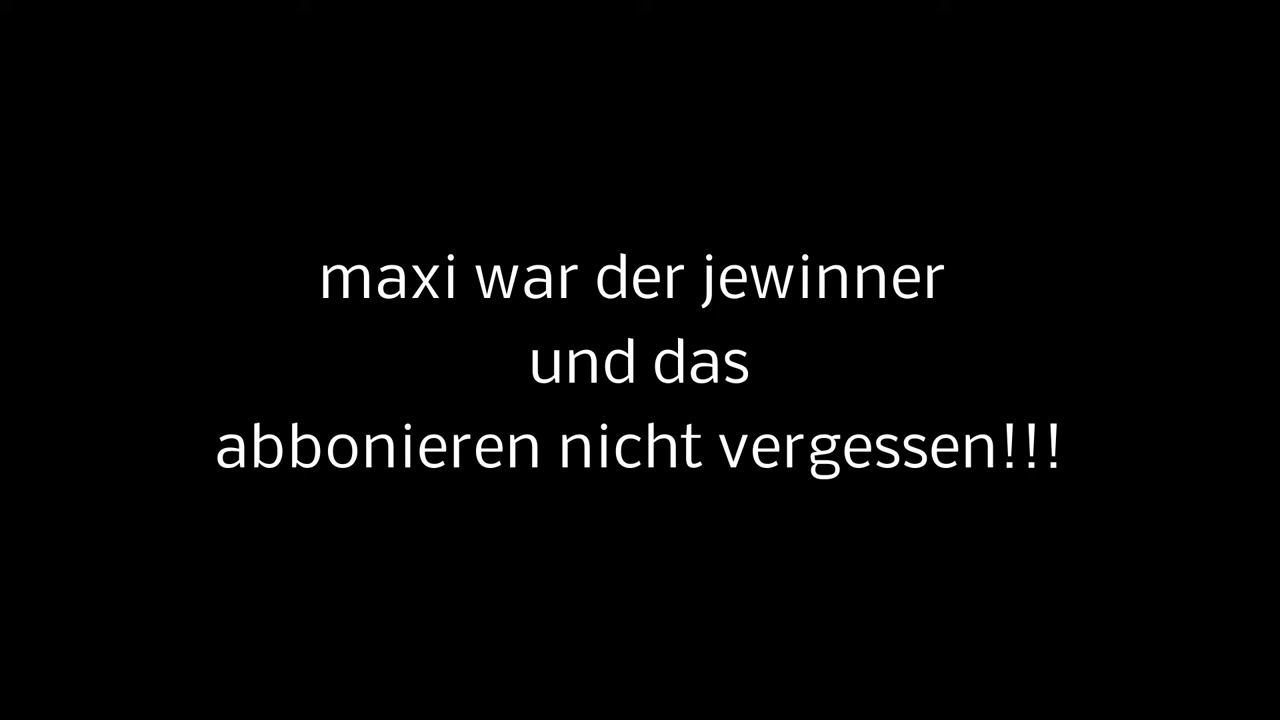 maxi war der jewinner
und das
abbonieren nicht vergessen!!!